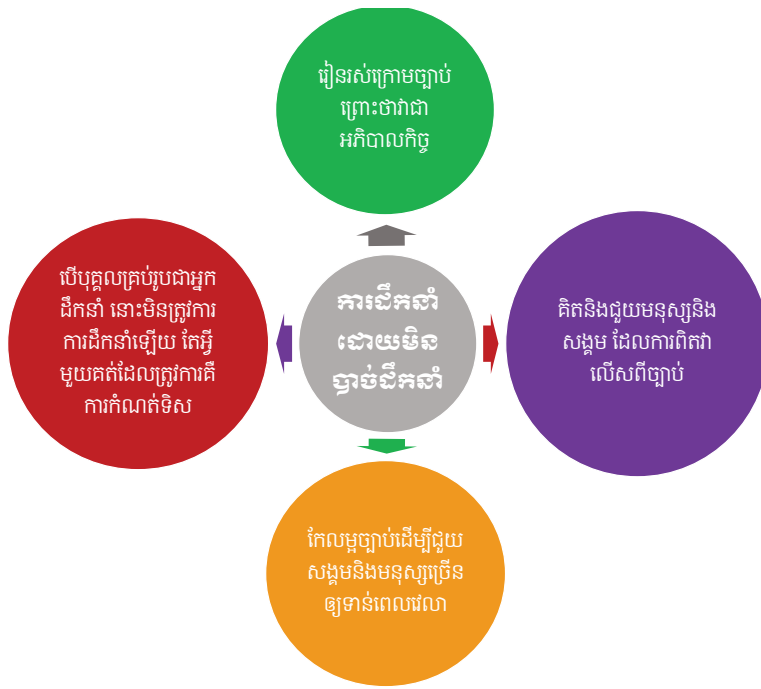 រៀនរស់ក្រោមច្បាប់
ព្រោះថាវាជា
អភិបាលកិច្ច
បើបុគ្គលគ្រប់រូបជាអ្នក
ដឹកនាំ នោះមិនត្រូវការ
ការដឹកនាំឡើយ តែអ្វី
មួយគត់ដែលត្រូវការគឺ
ការកំណត់ទិស
ការដឹកនាំ
ដោយមិន
បាច់ដឹកនាំ
គិតនិងជួយមនុស្សនិង
សង្គម ដែលការពិតវា
លើសពីច្បាប់
កែលម្អច្បាប់ដើម្បីជួយ
សង្គមនិងមនុស្សច្រើន
ឲ្យទាន់ពេលវេលា